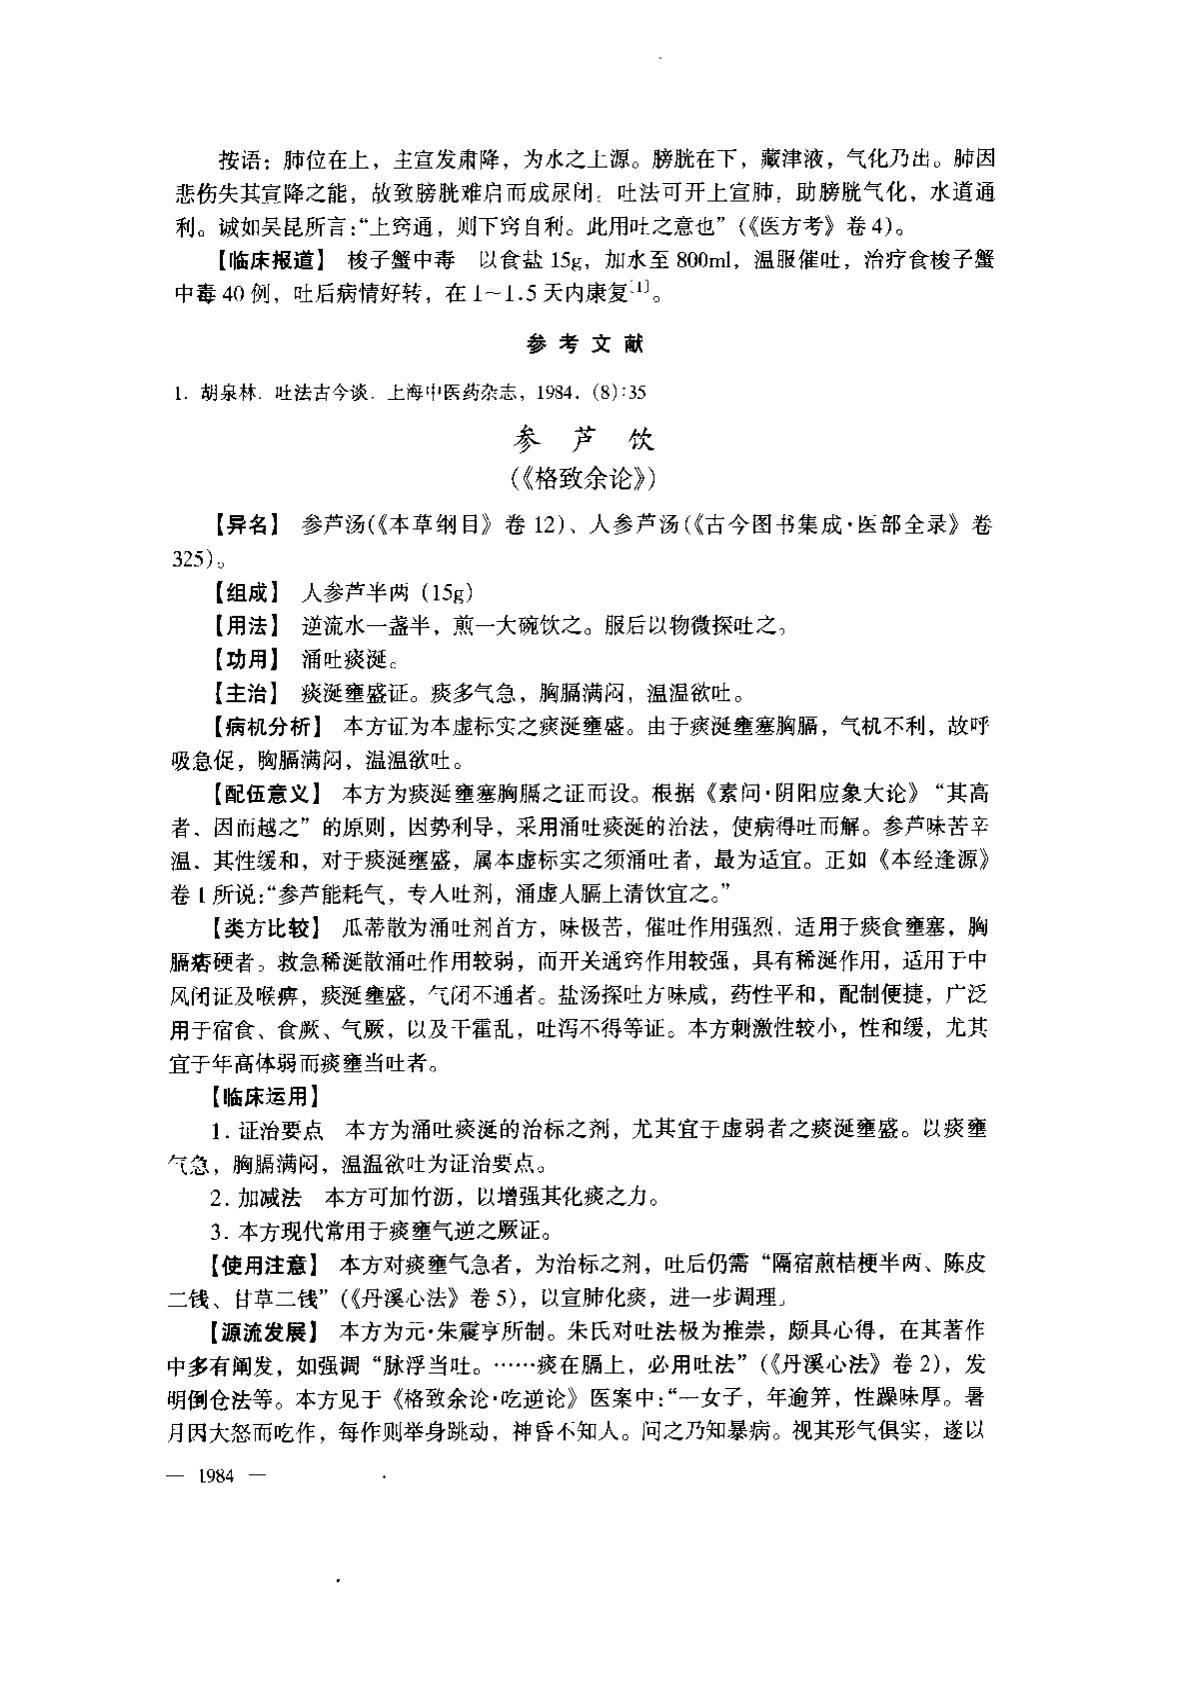 按语：肺位在上，主宣发肃降，为水之上源。膀胱在下，藏津液，气化乃出。肺因
悲伤失其宣降之能，故致膀胱难启而成尿闭。吐法可开上宣肺，助膀胱气化，水道通
利。诚如吴昆所言：“上窍通，则下窍自利。此用吐之意也”（《医方考》卷4）。
【临床报道】 梭子蟹中毒 以食盐15g，加水至800ml，温服催吐，治疗食梭子蟹
中毒40例，吐后病情好转，在1~1.5天内康复[1]。
参考文献
1. 胡泉林．吐法古今谈．上海中医药杂志，1984．(8)：35
参芦饮
（《格致余论》）
【异名】 参芦汤（《本草纲目》卷12）、人参芦汤（《古今图书集成·医部全录》卷
325）。
【组成】 人参芦半两（15g）
【用法】 逆流水一盏半，煎一大碗饮之。服后以物微探吐之。
【功用】 涌吐痰涎。
【主治】 痰涎壅盛证。痰多气急，胸膈满闷，温温欲吐。
【病机分析】 本方证为本虚标实之痰涎壅盛。由于痰涎壅塞胸膈，气机不利，故呼
吸急促，胸膈满闷，温温欲吐。
【配伍意义】 本方为痰涎壅塞胸膈之证而设。根据《素问·阴阳应象大论》“其高
者、因而越之”的原则，因势利导，采用涌吐痰涎的治法，使病得吐而解。参芦味苦辛
温．其性缓和，对于痰涎壅盛，属本虚标实之须涌吐者，最为适宜。正如《本经逢源》
卷1所说：“参芦能耗气，专人吐剂，涌虚人膈上清饮宜之。”
【类方比较】 瓜蒂散为涌吐剂首方，味极苦，催吐作用强烈，适用于痰食壅塞，胸
膈痞硬者。救急稀涎散涌吐作用较弱，而开关通窍作用较强，具有稀涎作用，适用于中
风闭证及喉痹，痰涎壅盛，气闭不通者。盐汤探吐方味咸，药性平和，配制便捷，广泛
用于宿食、食厥、气厥，以及干霍乱，吐泻不得等证。本方刺激性较小，性和缓，尤其
宜于年高体弱而痰壅当吐者。
【临床运用】
1. 证治要点 本方为涌吐痰涎的治标之剂，尤其宜于虚弱者之痰涎壅盛。以痰壅
气急，胸膈满闷，温温欲吐为证治要点。
2. 加减法 本方可加竹沥，以增强其化痰之力。
3. 本方现代常用于痰壅气逆之厥证。
【使用注意】 本方对痰壅气急者，为治标之剂，吐后仍需“隔宿煎桔梗半两、陈皮
二钱、甘草二钱”（《丹溪心法》卷5），以宣肺化痰，进一步调理。
【源流发展】 本方为元·朱震亨所制。朱氏对吐法极为推崇，颇具心得，在其著作
中多有阐发，如强调“脉浮当吐。……痰在膈上，必用吐法”（《丹溪心法》卷2），发
明倒仓法等。本方见于《格致余论·吃逆论》医案中：“一女子，年逾笄，性躁味厚。暑
月因大怒而吃作，每作则举身跳动，神昏不知人。问之乃知暴病。视其形气俱实，遂以
— 1984 —